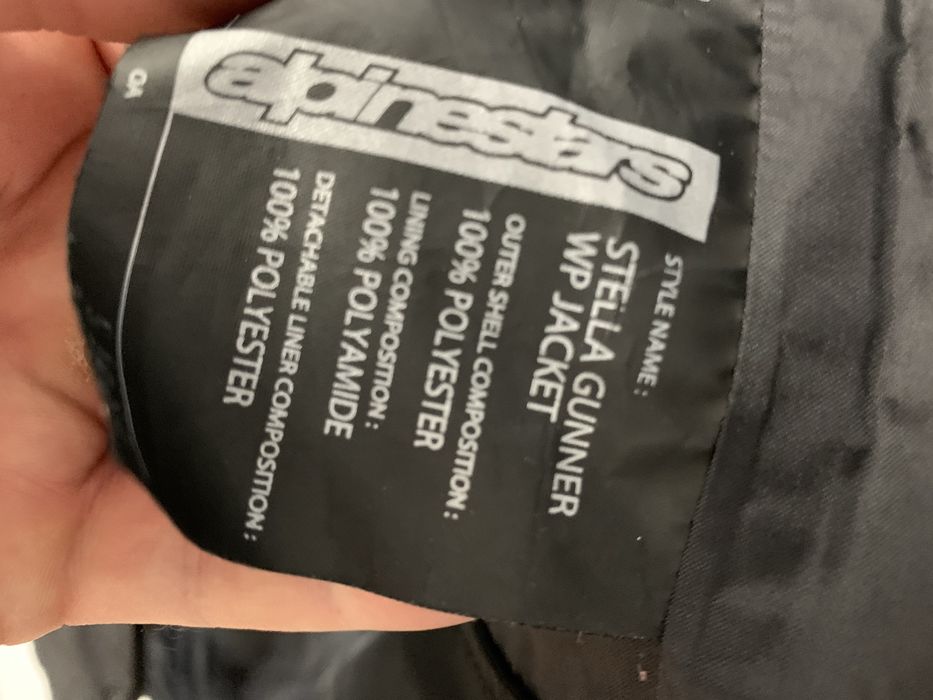 alpinestars
STYLE NAME :
STELLA GUNNER
WP JACKET
OUTER SHELL COMPOSITION :
100% POLYESTER
LINING COMPOSITION :
100% POLYAMIDE
DETACHABLE LINER COMPOSITION :
100% POLYESTER